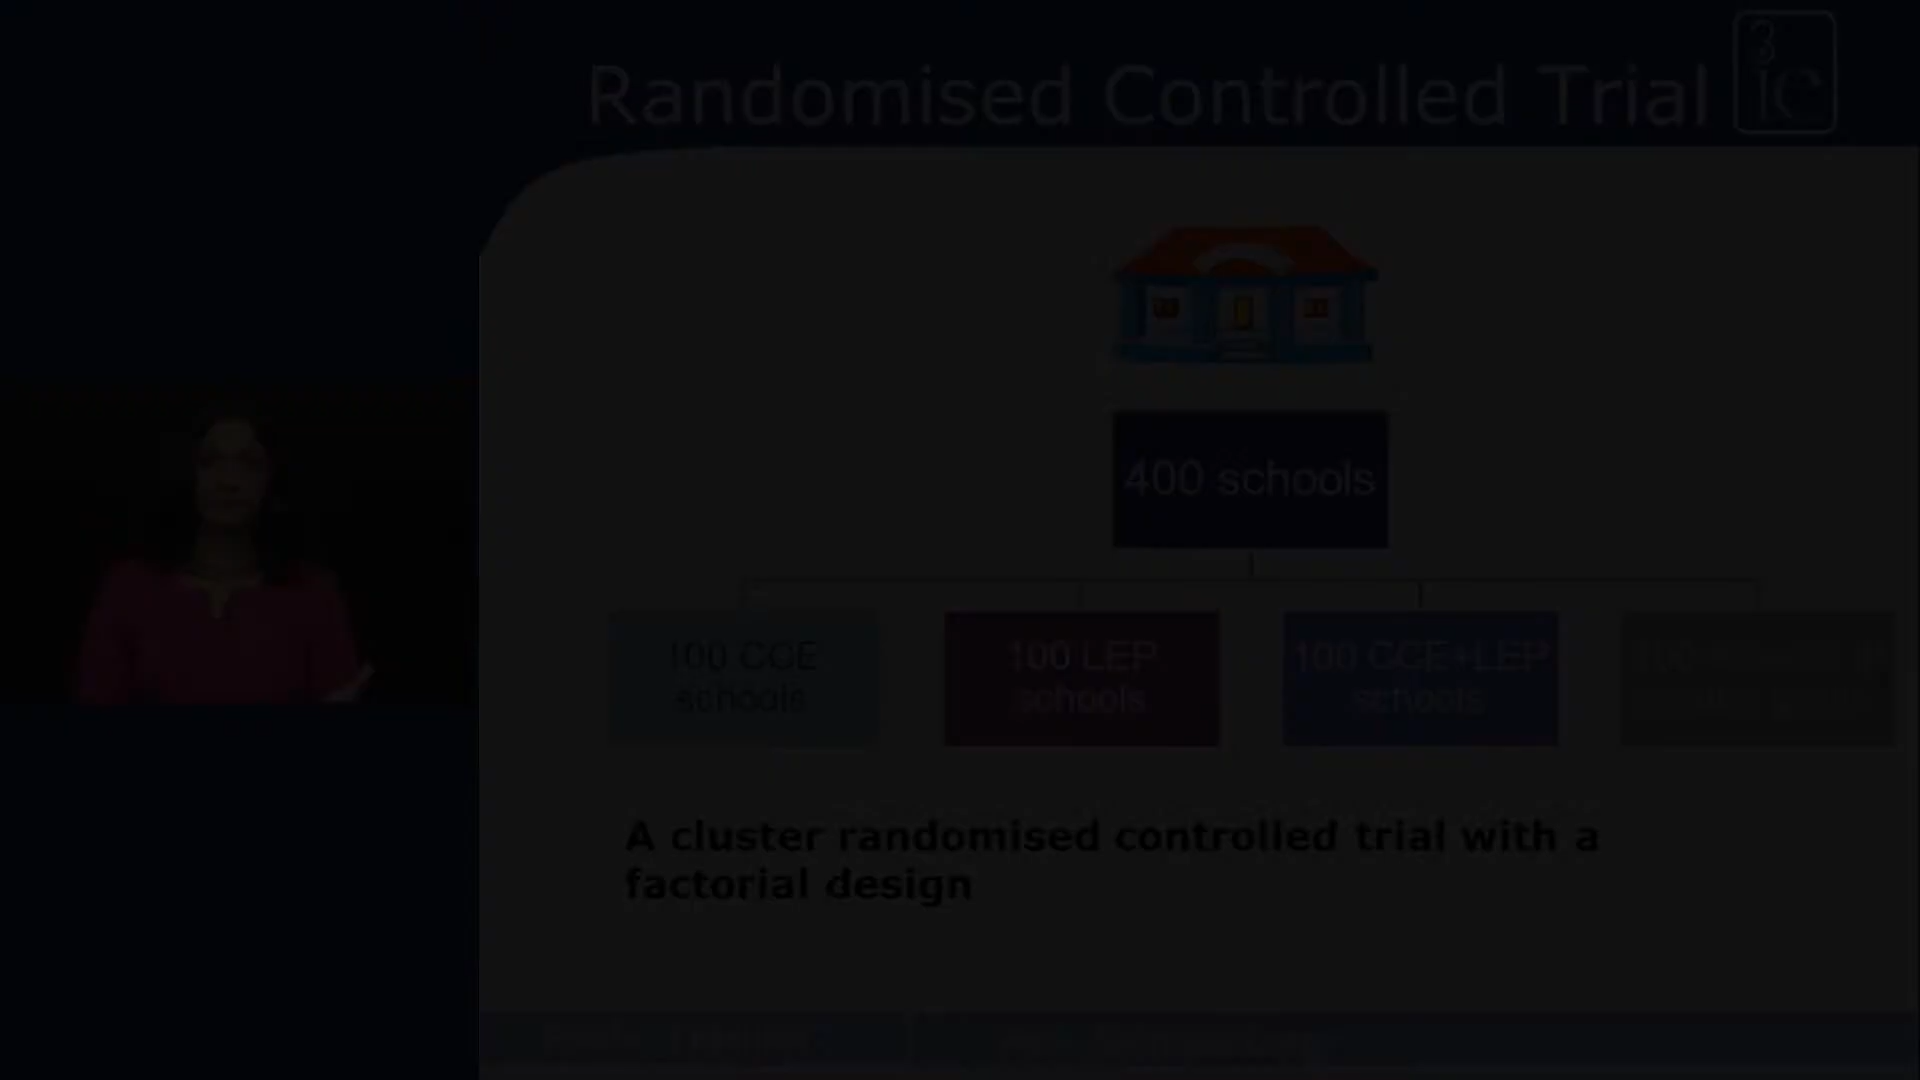 Randomised Controlled Trial
3ie
400 schools
100 CCE
schools
100 LEP
schools
100 CCE+LEP
schools
A cluster randomised controlled trial with a
factorial design